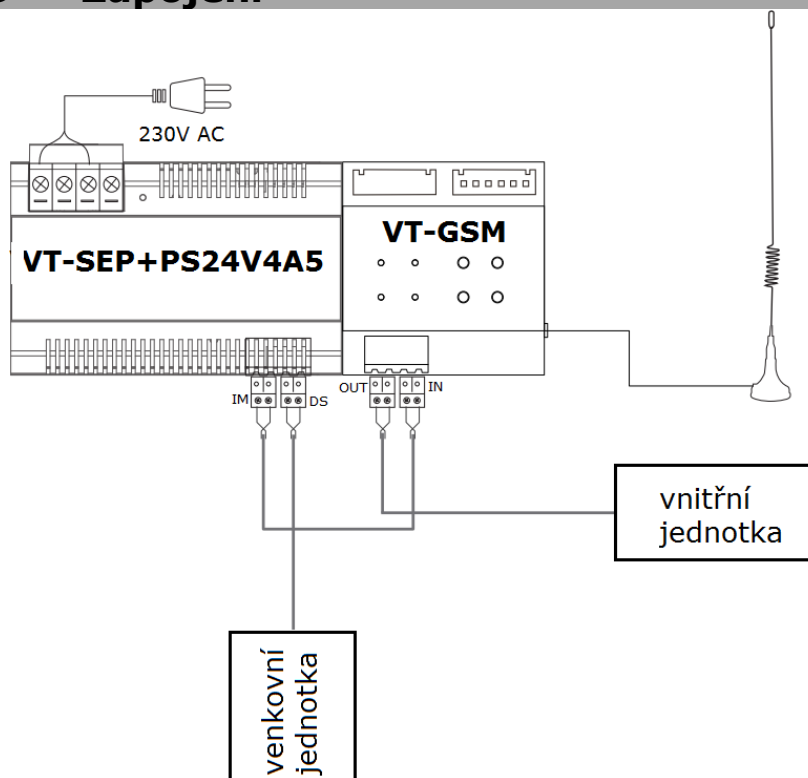 Zapojení
230V AC
VT-SEP+PS24V4A5
VT-GSM
IM
DS
OUT
IN
vnitřní
jednotka
venkovní
jednotka